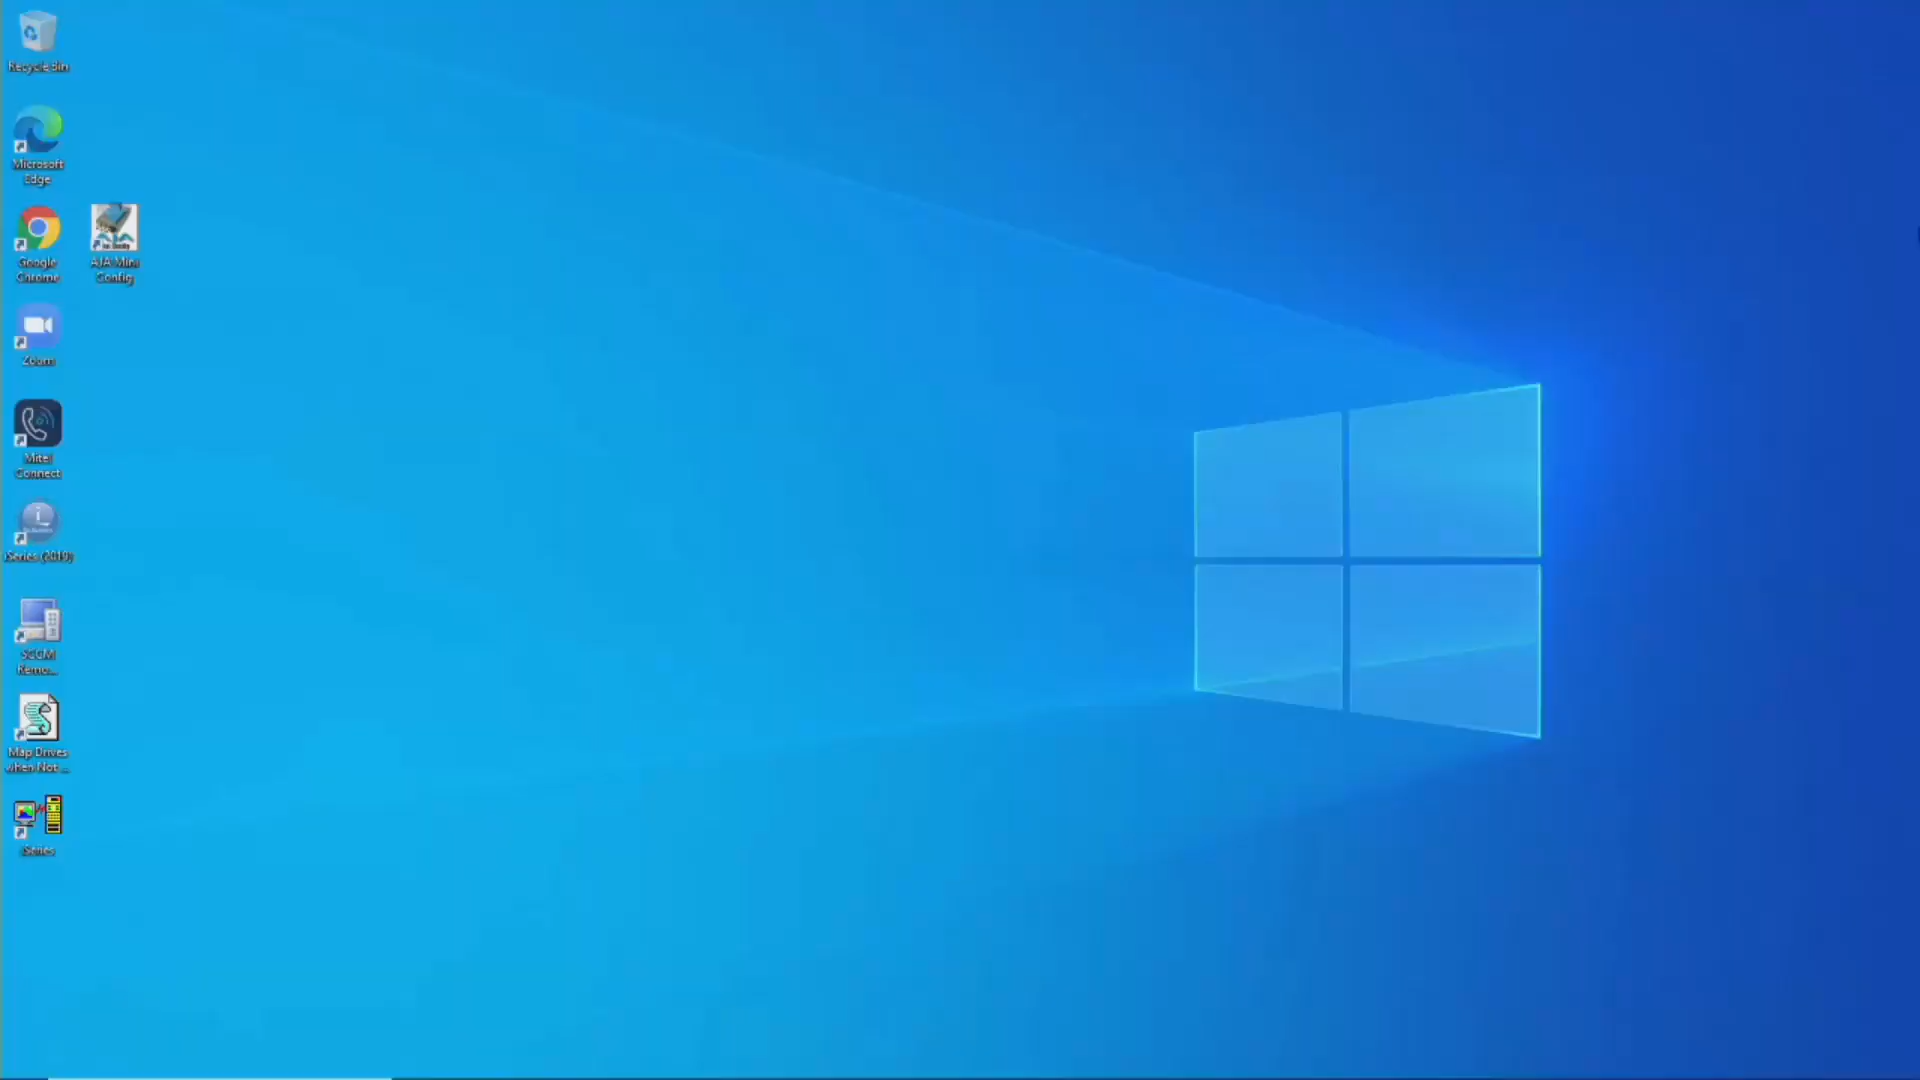 Recycle Bin
Microsoft
Edge
Google
Chrome
AJA Mini
Config
Zoom
Mitel
Connect
iSeries (2019)
SCCM
Remo...
Map Drives
when Not ...
iSeries